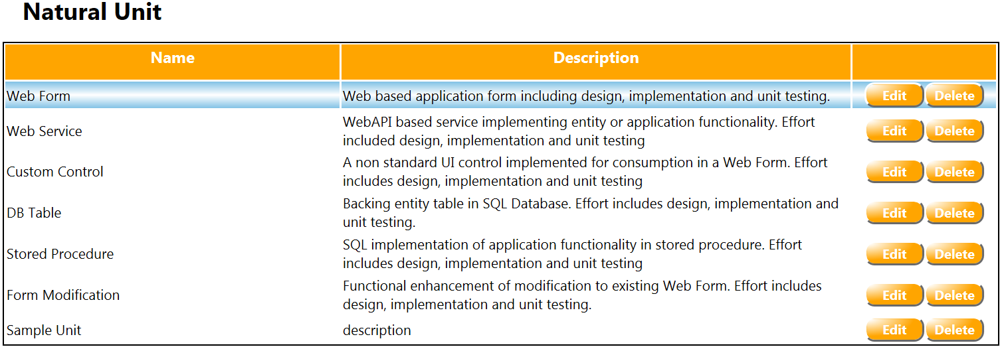 Natural Unit
Name Description
Web Form Web based application form including design, implementation and unit testing. Edit Delete
Web Service WebAPI based service implementing entity or application functionality. Effort
included design, implementation and unit testing Edit Delete
Custom Control A non standard UI control implemented for consumption in a Web Form. Effort
includes design, implementation and unit testing Edit Delete
DB Table Backing entity table in SQL Database. Effort includes design, implementation and
unit testing. Edit Delete
Stored Procedure SQL implementation of application functionality in stored procedure. Effort
includes design, implementation and unit testing Edit Delete
Form Modification Functional enhancement of modification to existing Web Form. Effort includes
design, implementation and unit testing. Edit Delete
Sample Unit description Edit Delete